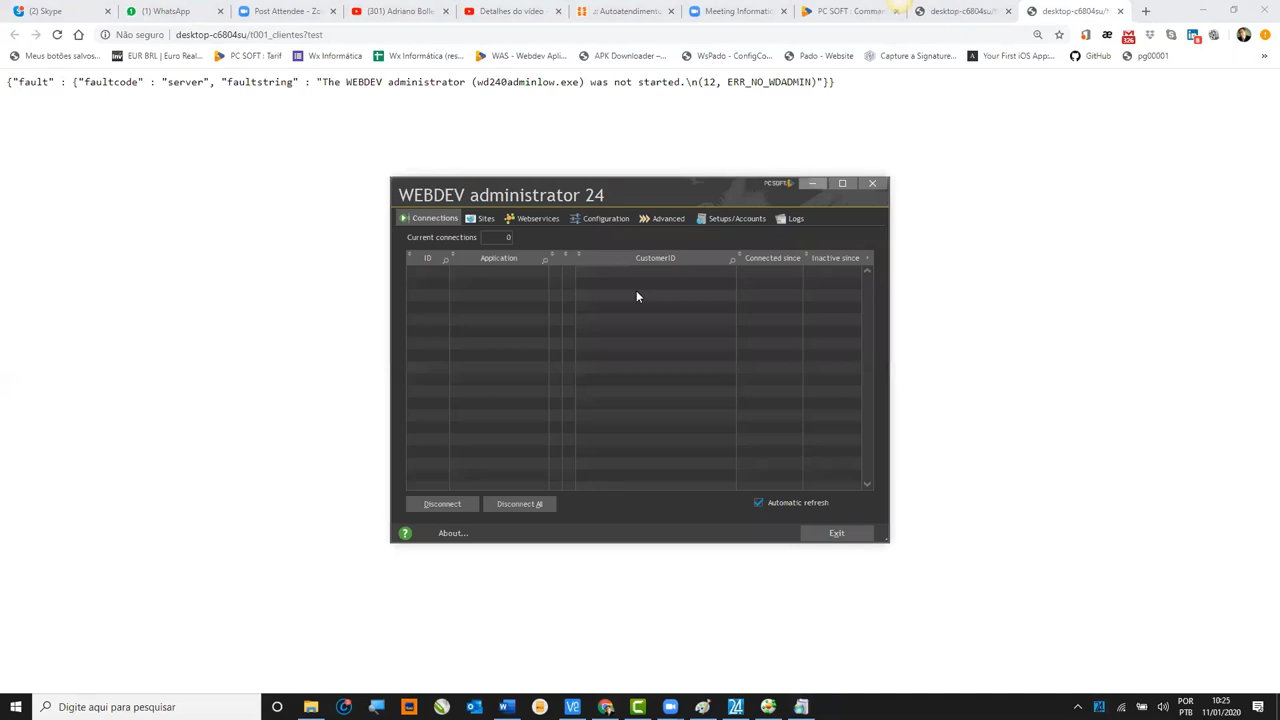 (2) Skype
(1) WhatsApp
Post Attendee - Zo
(301) Adriano Bolle
Detalhes do vídeo
.: Autoatendimento
Meeting Informatic
PC SOFT: Commar
desktop-c6804su/t
desktop-c6804su/t
Não seguro
desktop-c6804su/t001_clientes?test
Meus botões salvos...
EUR BRL | Euro Real...
PC SOFT : Tarif
Wx Informática
Wx Informática (res...
WAS - Webdev Apli...
APK Downloader –...
WsPado - ConfigCo...
Pado - Website
Capture a Signature...
Your First iOS App:...
GitHub
pg00001
{"fault" : {"faultcode" : "server", "faultstring" : "The WEBDEV administrator (wd240adminlow.exe) was not started.\n(12, ERR_NO_WDADMIN)"}}
PC SOFT
WEBDEV administrator 24
Connections
Sites
Webservices
Configuration
Advanced
Setups/Accounts
Logs
Current connections
0
ID
Application
CustomerID
Connected since
Inactive since
Disconnect
Disconnect All
Automatic refresh
About...
Exit
Digite aqui para pesquisar
24
POR
PTB
10:25
11/01/2020